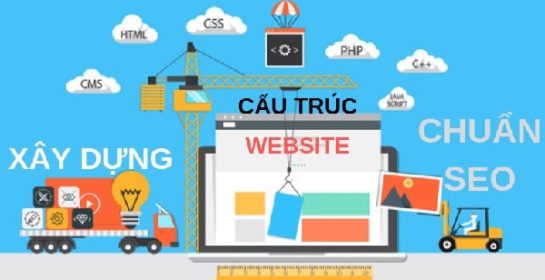 HTML
CSS
PHP
C++
CMS
JAVA
SCRIPT
XÂY DỰNG
CẤU TRÚC
WEBSITE
CHUẨN
SEO